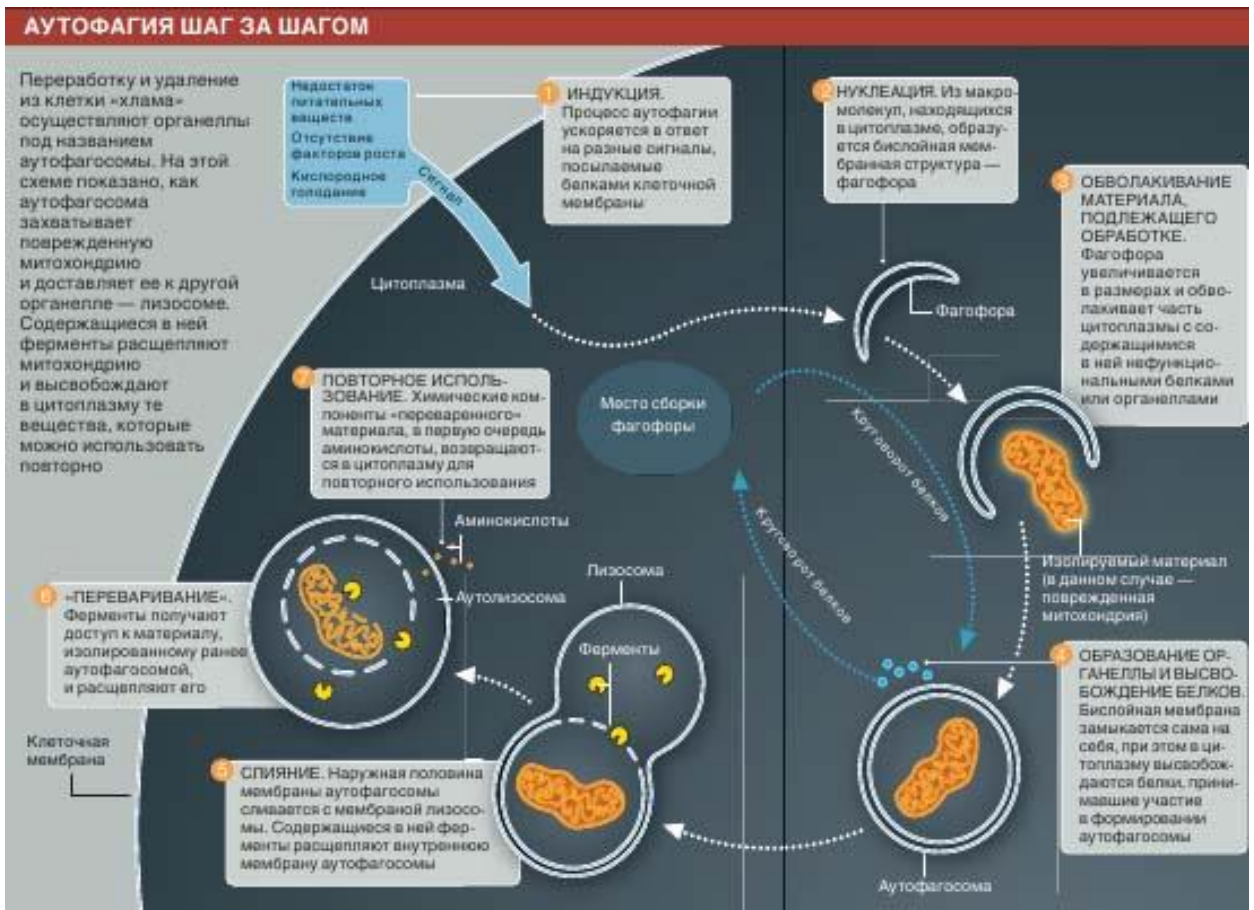 АУТОФАГИЯ ШАГ ЗА ШАГОМ
Переработку и удаление
из клетки «хлама»
осуществляют органеллы
под названием
аутофагосомы. На этой
схеме показано, как
аутофагосома
захватывает
поврежденную
митохондрию
и доставляет ее к другой
органелле — лизосоме.
Содержащиеся в ней
ферменты расщепляют
митохондрию
и высвобождают
в цитоплазму те
вещества, которые
можно использовать
повторно
Недостаток
питательных
веществ
Отсутствие
факторов роста
Кислородное
голодание
Сигнал
1 ИНДУКЦИЯ.
Процесс аутофагии
ускоряется в ответ
на разные сигналы,
посылаемые
белками клеточной
мембраны
2 НУКЛЕАЦИЯ. Из макро-
молекул, находящихся
в цитоплазме, образу-
ется бислойная мем-
бранная структура —
фагофора
3 ОБВОЛАКИВАНИЕ
МАТЕРИАЛА,
ПОДЛЕЖАЩЕГО
ОБРАБОТКЕ.
Фагофора
увеличивается
в размерах и обво-
лакивает часть
цитоплазмы с со-
держащимися
в ней нефункцио-
нальными белками
или органеллами
Цитоплазма
Фагофора
Место сборки
фагофоры
Круговорот белков
Круговорот белков
Изолируемый материал
(в данном случае —
поврежденная
митохондрия)
4 ОБРАЗОВАНИЕ ОР-
ГАНЕЛЛЫ И ВЫСВО-
БОЖДЕНИЕ БЕЛКОВ.
Бислойная мембрана
замыкается сама на
себя, при этом в ци-
топлазму высвобож-
даются белки, прини-
мавшие участие
в формировании
аутофагосомы
Аутофагосома
5 СЛИЯНИЕ. Наружная половина
мембраны аутофагосомы
сливается с мембраной лизосо-
мы. Содержащиеся в ней фер-
менты расщепляют внутреннюю
мембрану аутофагосомы
Лизосома
Ферменты
6 «ПЕРЕВАРИВАНИЕ».
Ферменты получают
доступ к материалу,
изолированному ранее
аутофагосомой,
и расщепляют его
7 ПОВТОРНОЕ ИСПОЛЬ-
ЗОВАНИЕ. Химические ком-
поненты «переваренного»
материала, в первую очередь
аминокислоты, возвращают-
ся в цитоплазму для
повторного использования
Аминокислоты
Аутолизосома
Клеточная
мембрана